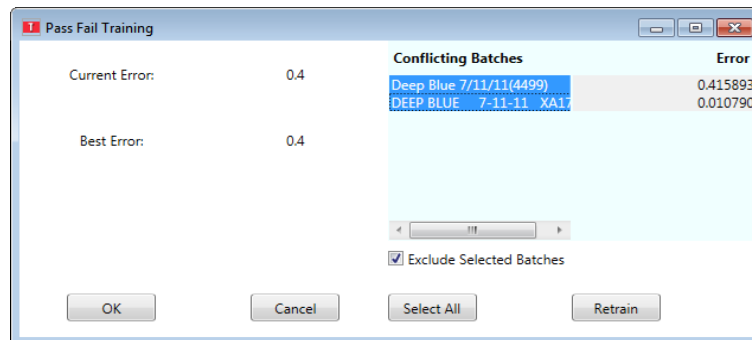 T Pass Fail Training
Conflicting Batches Error
Current Error: 0.4
Deep Blue 7/11/11(4499) 0.415893
DEEP BLUE 7-11-11 XA17 0.010790
Best Error: 0.4
Exclude Selected Batches
OK Cancel Select All Retrain